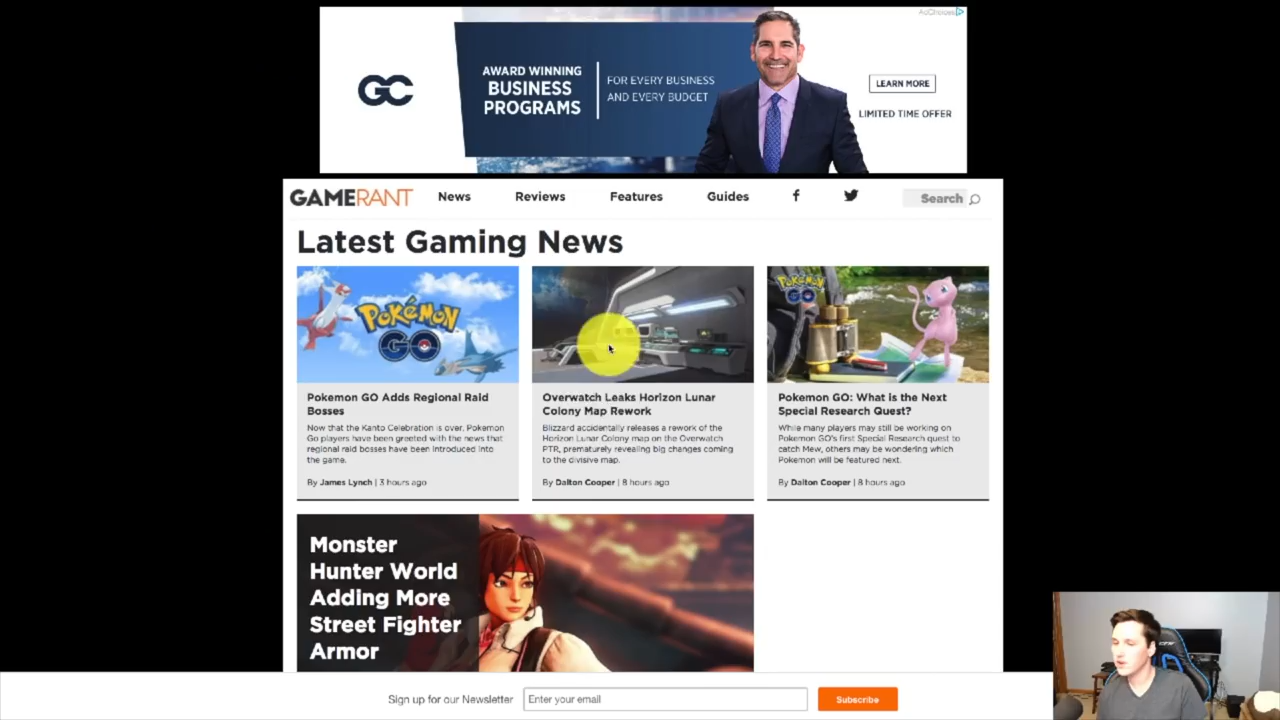 AdChoices
GC
AWARD WINNING
BUSINESS
PROGRAMS
FOR EVERY BUSINESS
AND EVERY BUDGET
LEARN MORE
LIMITED TIME OFFER
GAMERANT
News
Reviews
Features
Guides
Search
Latest Gaming News
POKÉMON
GO
Pokemon GO Adds Regional Raid
Bosses
Now that the Kanto Celebration is over, Pokemon
Go players have been greeted with the news that
regional raid bosses have been introduced into
the game.
By James Lynch | 3 hours ago
Overwatch Leaks Horizon Lunar
Colony Map Rework
Blizzard accidentally releases a rework of the
Horizon Lunar Colony map on the Overwatch
PTR, prematurely revealing big changes coming
to the divisive map.
By Dalton Cooper | 8 hours ago
POKÉMON
GO
Pokemon GO: What is the Next
Special Research Quest?
While many players may still be working on
Pokemon GO's first Special Research quest to
catch Mew, others may be wondering which
Pokemon will be featured next.
By Dalton Cooper | 8 hours ago
Monster
Hunter World
Adding More
Street Fighter
Armor
Sign up for our Newsletter
Enter your email
Subscribe